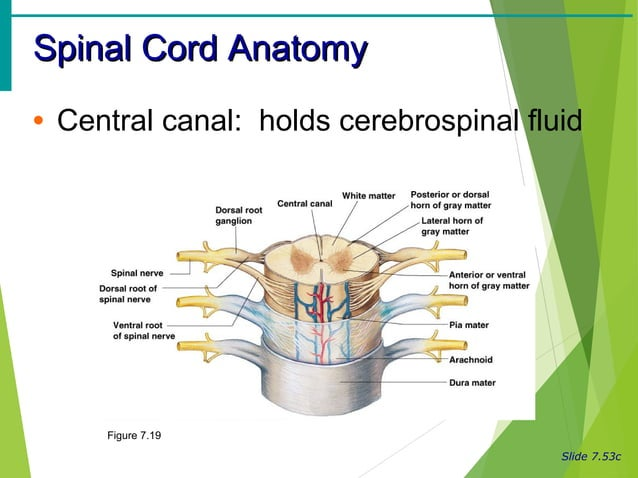 Spinal Cord Anatomy
• Central canal: holds cerebrospinal fluid
White matter
Posterior or dorsal
horn of gray matter
Central canal
Dorsal root
ganglion
Lateral horn of
gray matter
Spinal nerve
Anterior or ventral
horn of gray matter
Dorsal root of
spinal nerve
Ventral root
of spinal nerve
Pia mater
Arachnoid
Dura mater
Figure 7.19
Slide 7.53c